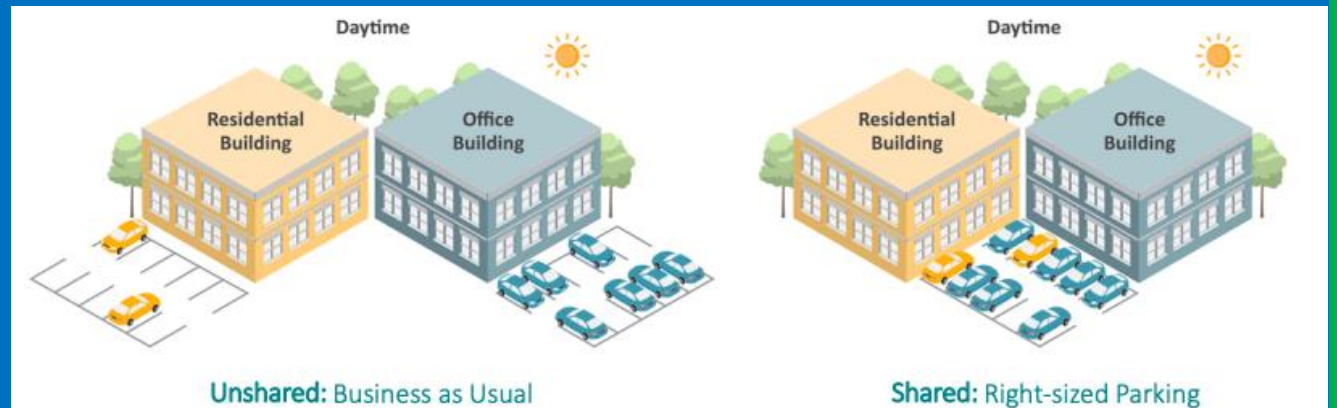 Daytime
Residential
Building
Office
Building
Unshared: Business as Usual
Daytime
Residential
Building
Office
Building
Shared: Right-sized Parking